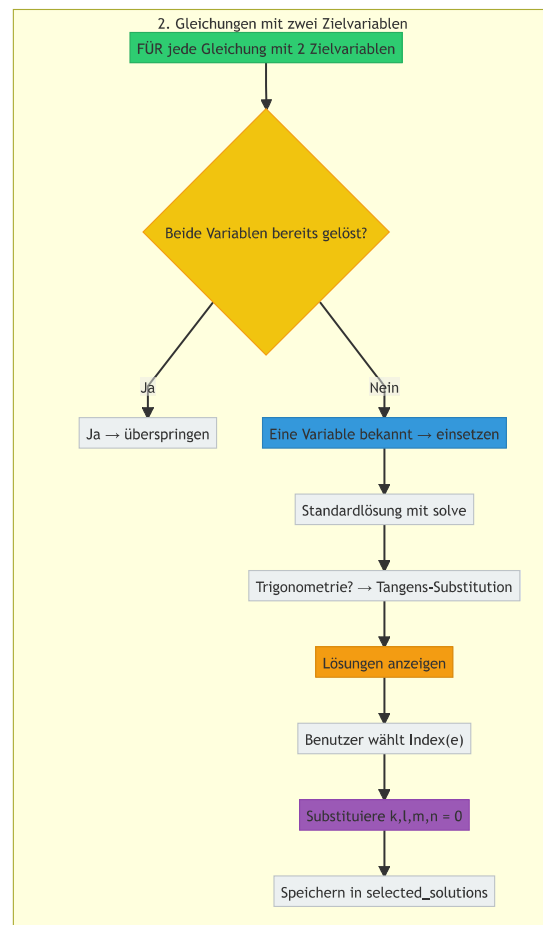 2. Gleichungen mit zwei Zielvariablen
FÜR jede Gleichung mit 2 Zielvariablen
Beide Variablen bereits gelöst?
Ja
Nein
Ja → überspringen
Eine Variable bekannt → einsetzen
Standardlösung mit solve
Trigonometrie? → Tangens-Substitution
Lösungen anzeigen
Benutzer wählt Index(e)
Substituiere k,l,m,n = 0
Speichern in selected_solutions